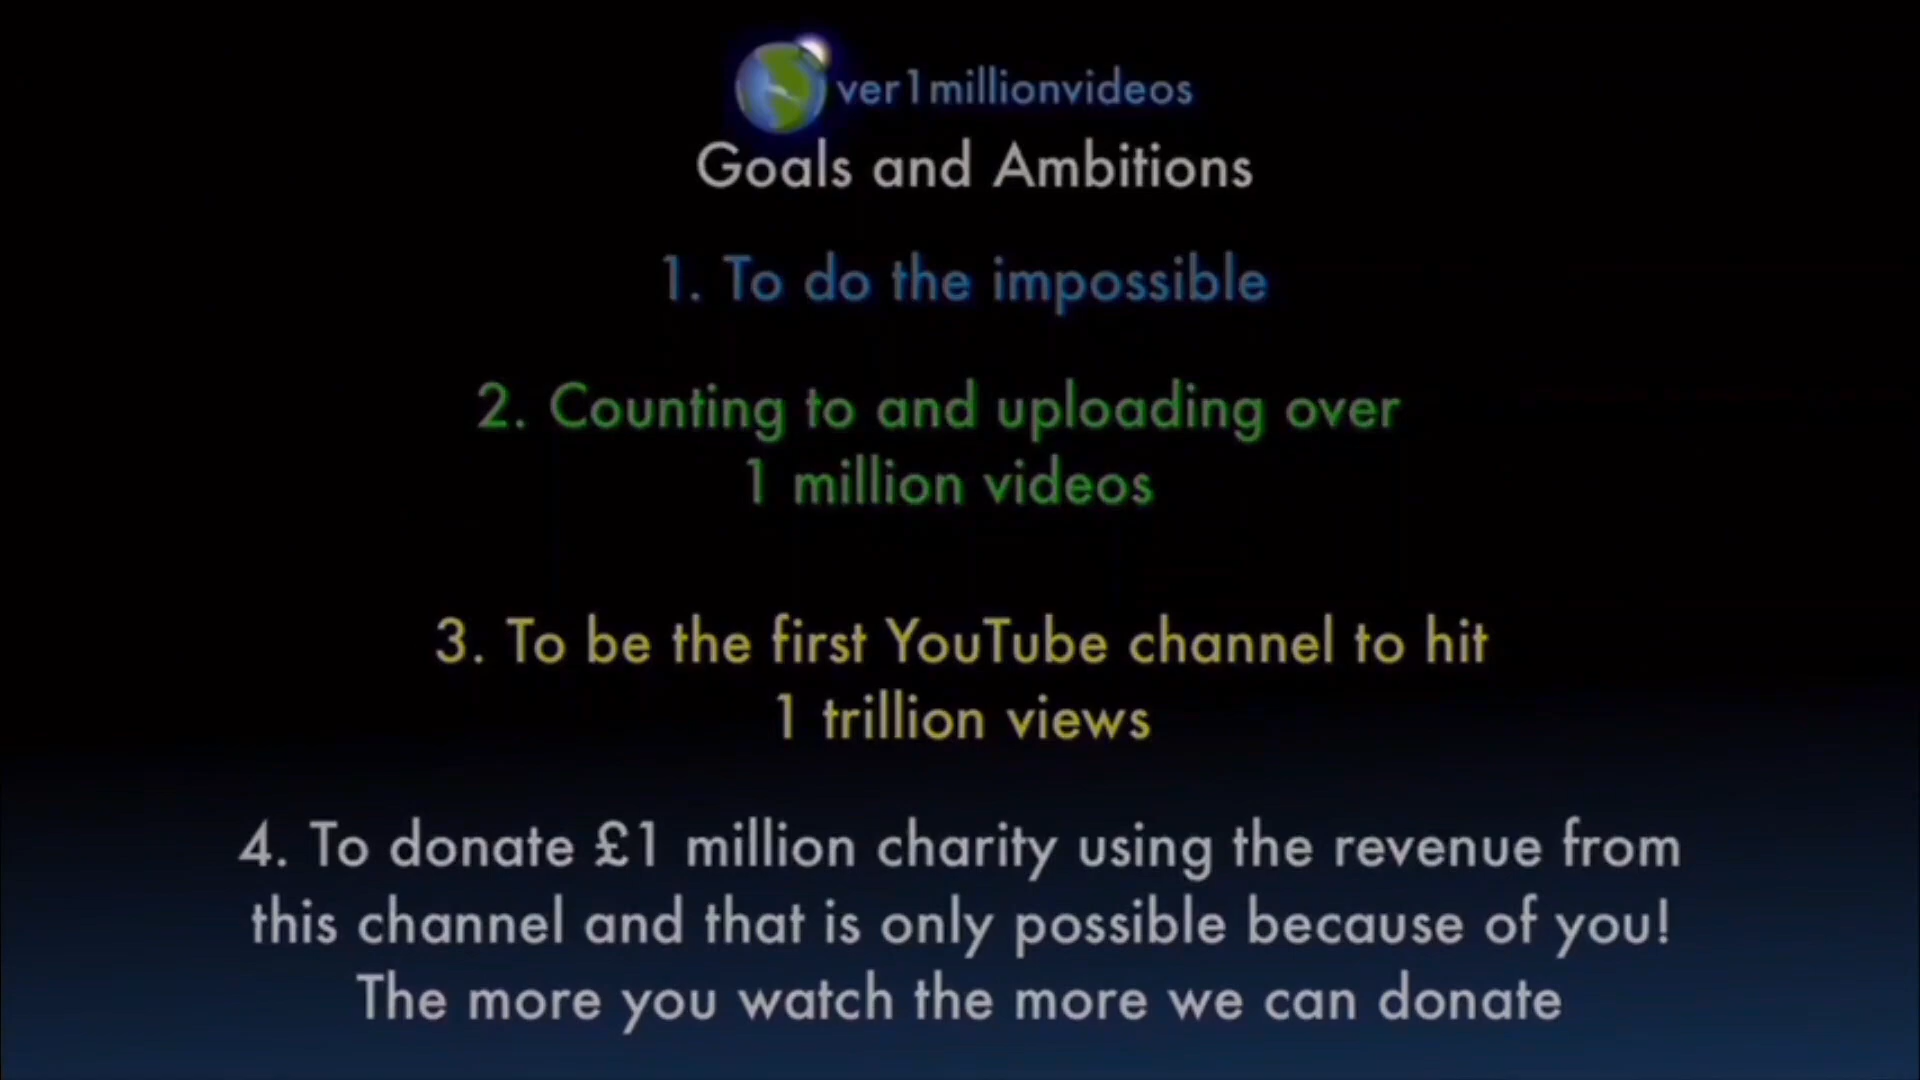 ver1millionvideos
Goals and Ambitions
1. To do the impossible
2. Counting to and uploading over
1 million videos
3. To be the first YouTube channel to hit
1 trillion views
4. To donate £1 million charity using the revenue from
this channel and that is only possible because of you!
The more you watch the more we can donate